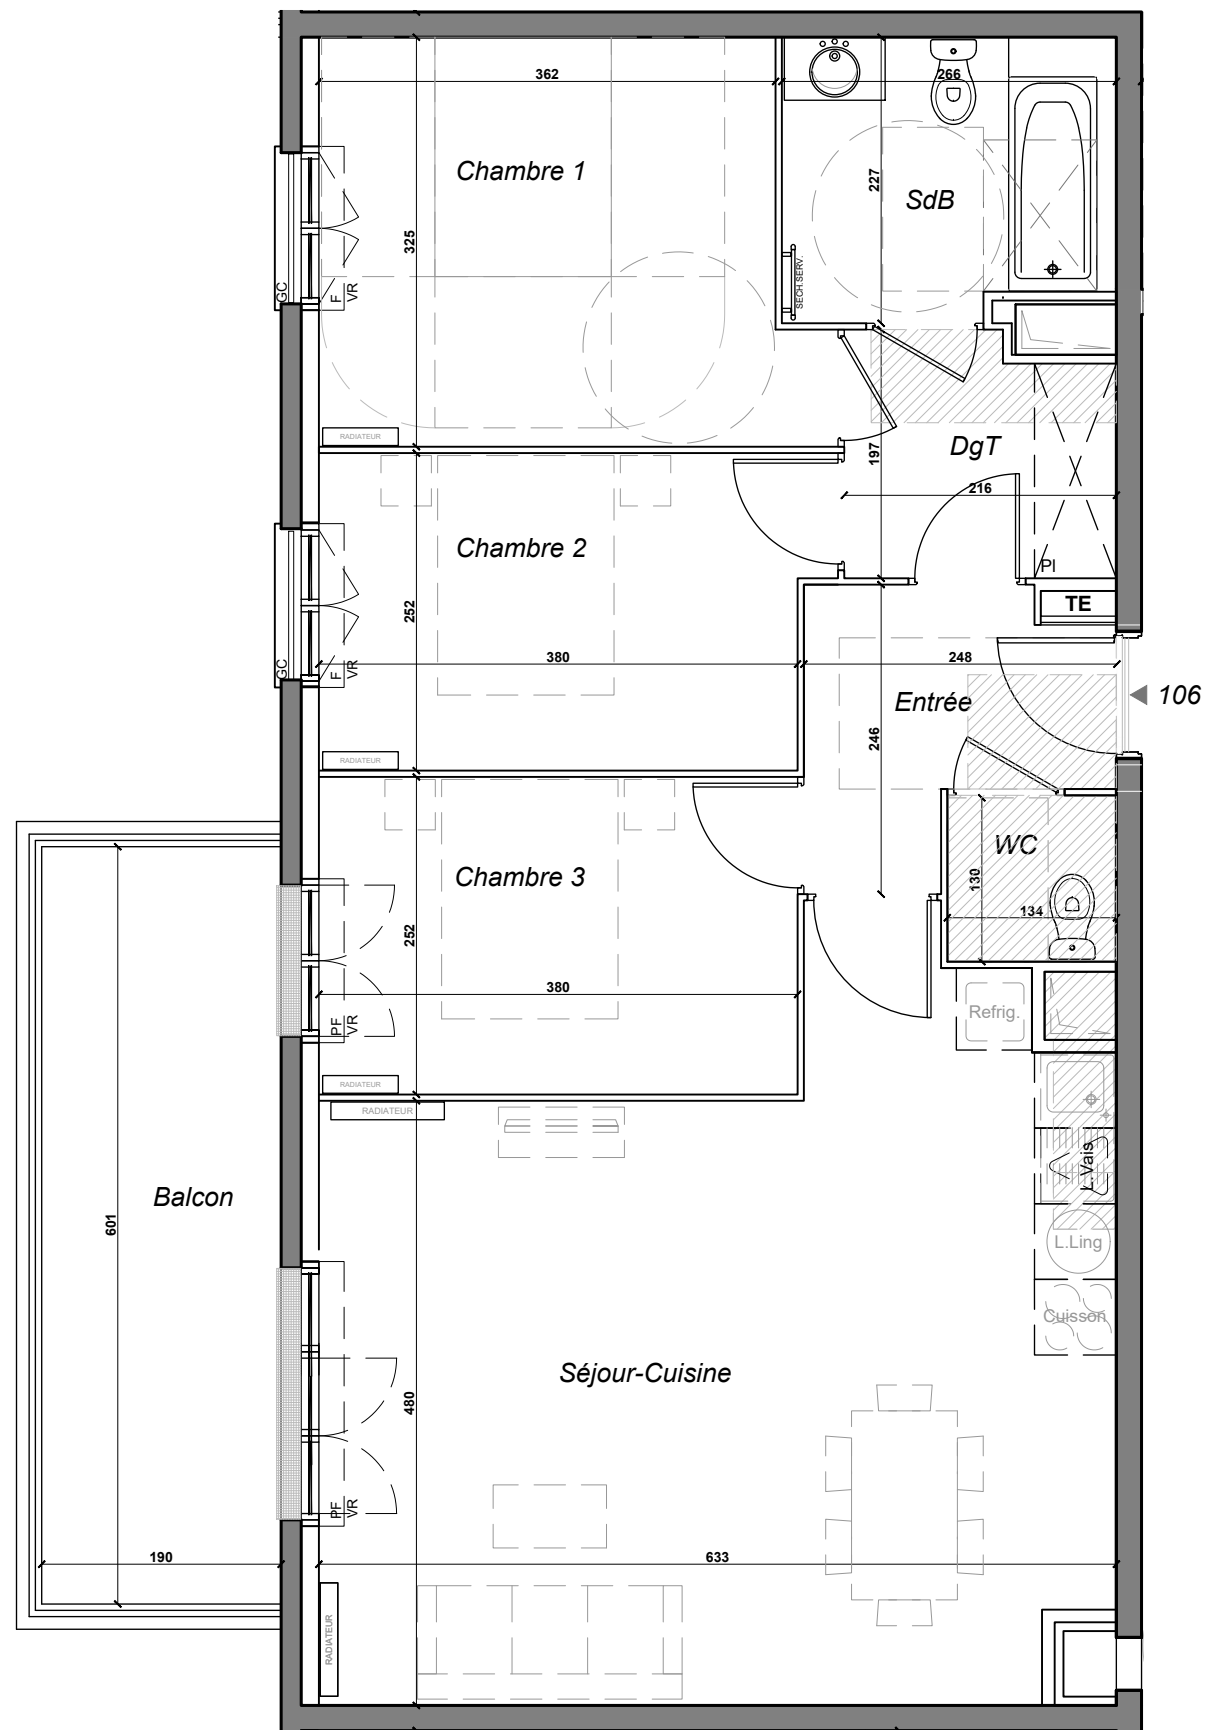 362
266
Chambre 1
227
SdB
325
SECH.SERV.
GC
F
VR
RADIATEUR
DgT
197
216
Chambre 2
PI
TE
252
GC
F
VR
380
248
Entrée
106
246
RADIATEUR
WC
Chambre 3
130
134
252
380
Refrig.
PF
VR
RADIATEUR
RADIATEUR
L.Vais
Balcon
601
L.Ling
Cuisson
Séjour-Cuisine
480
PF
VR
190
633
RADIATEUR